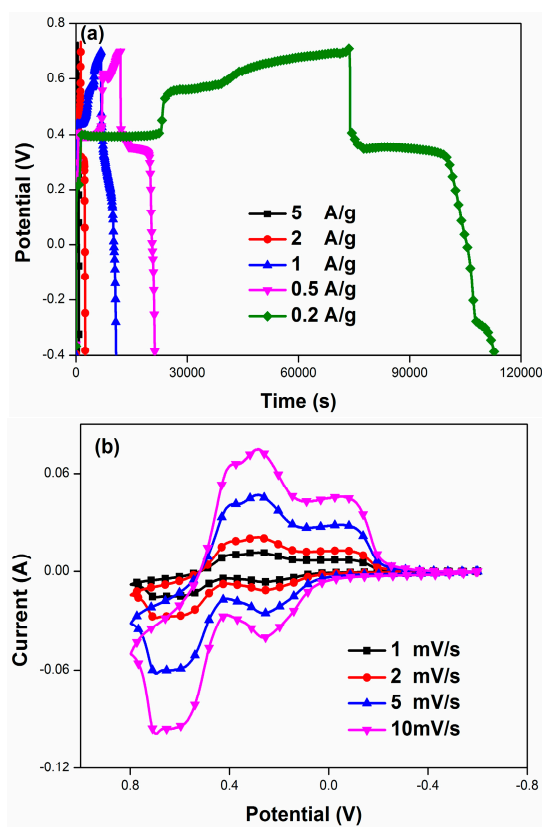 (a)
0.8
0.6
0.4
0.2
0.0
-0.2
-0.4
Potential (V)
5 A/g
2 A/g
1 A/g
0.5 A/g
0.2 A/g
0 30000 60000 90000 120000
Time (s)
(b)
0.06
0.00
-0.06
-0.12
Current (A)
1 mV/s
2 mV/s
5 mV/s
10mV/s
0.8 0.4 0.0 -0.4 -0.8
Potential (V)